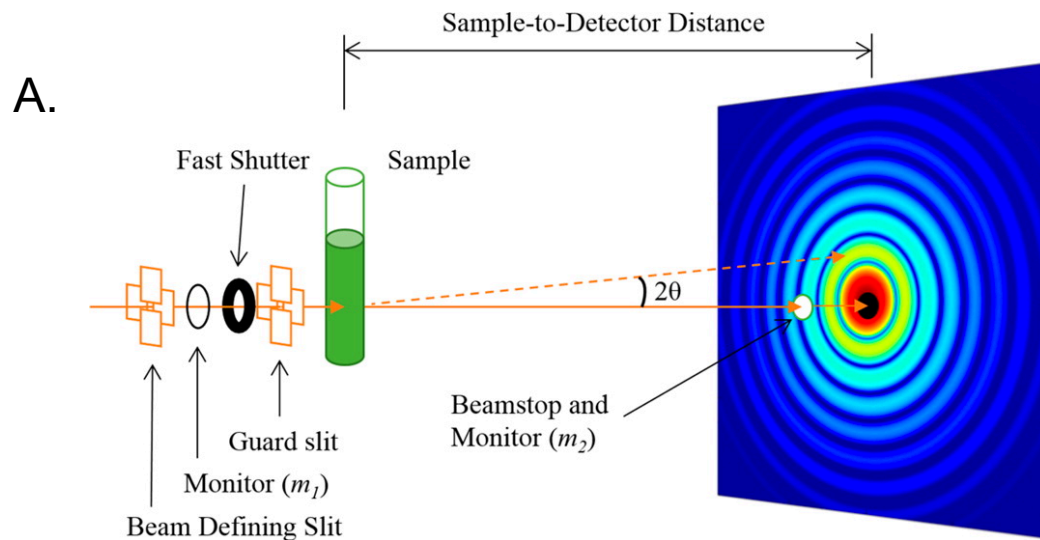 Sample-to-Detector Distance
A.
Fast Shutter
Sample
2θ
Beamstop and
Monitor (m₂)
Guard slit
Monitor (m₁)
Beam Defining Slit